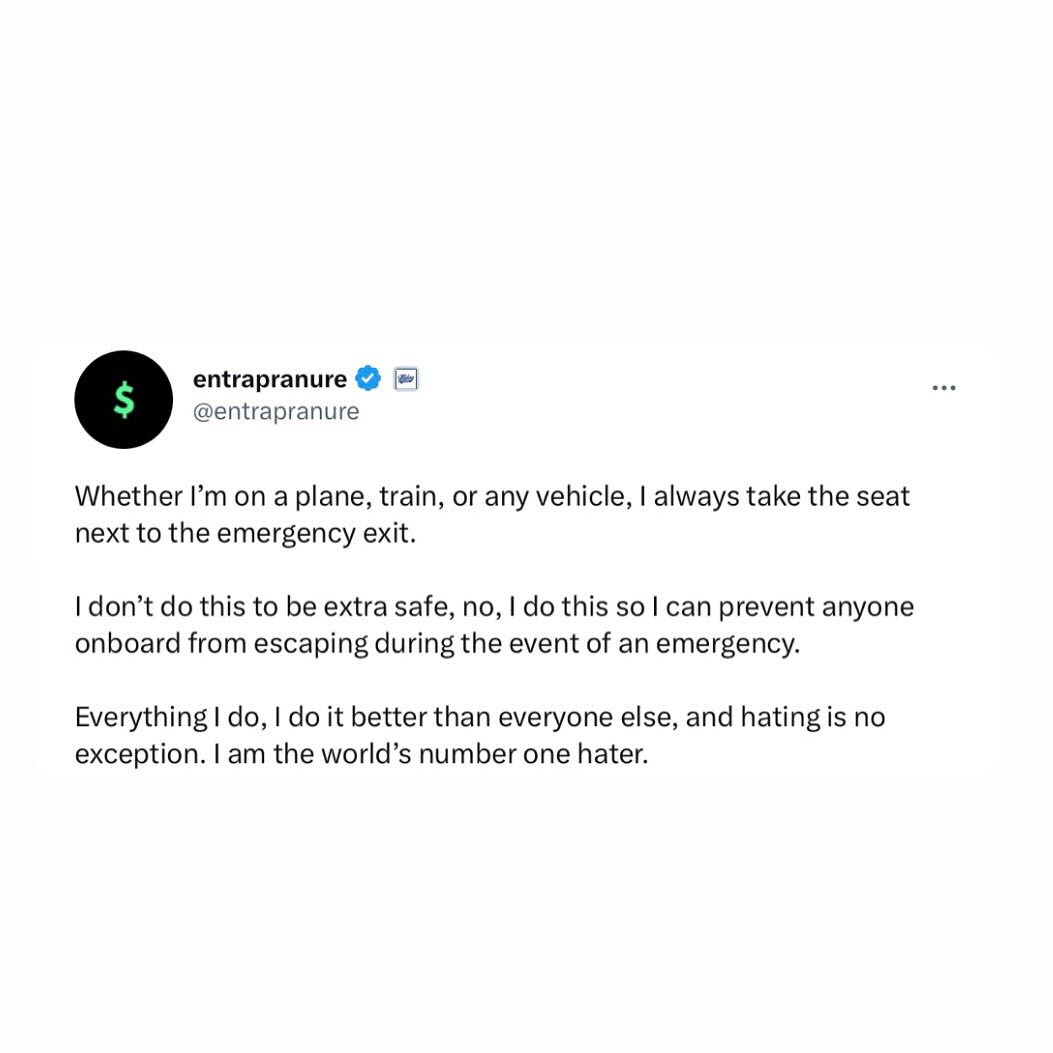 $
entrapranure
@entrapranure
Whether I’m on a plane, train, or any vehicle, I always take the seat
next to the emergency exit.
I don’t do this to be extra safe, no, I do this so I can prevent anyone
onboard from escaping during the event of an emergency.
Everything I do, I do it better than everyone else, and hating is no
exception. I am the world’s number one hater.